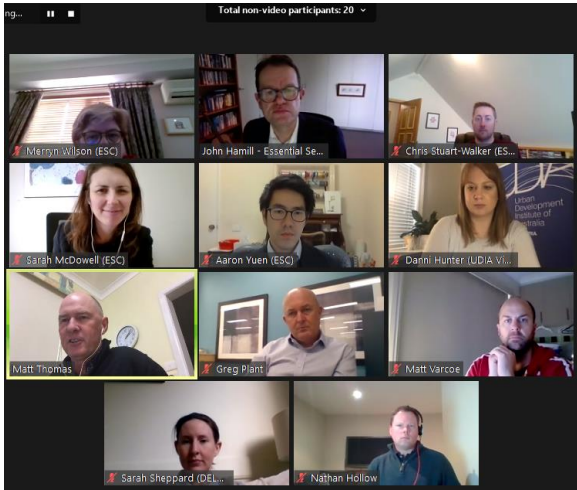 ng...
Total non-video participants: 20
Merryn Wilson (ESC)
John Hamill - Essential Se...
Chris Stuart-Walker (ES...
Sarah McDowell (ESC)
Aaron Yuen (ESC)
Urban
Development
Institute of
Australia
Danni Hunter (UDIA Vi...
Matt Thomas
Greg Plant
Matt Varcoe
Sarah Sheppard (DEL...
Nathan Hollow